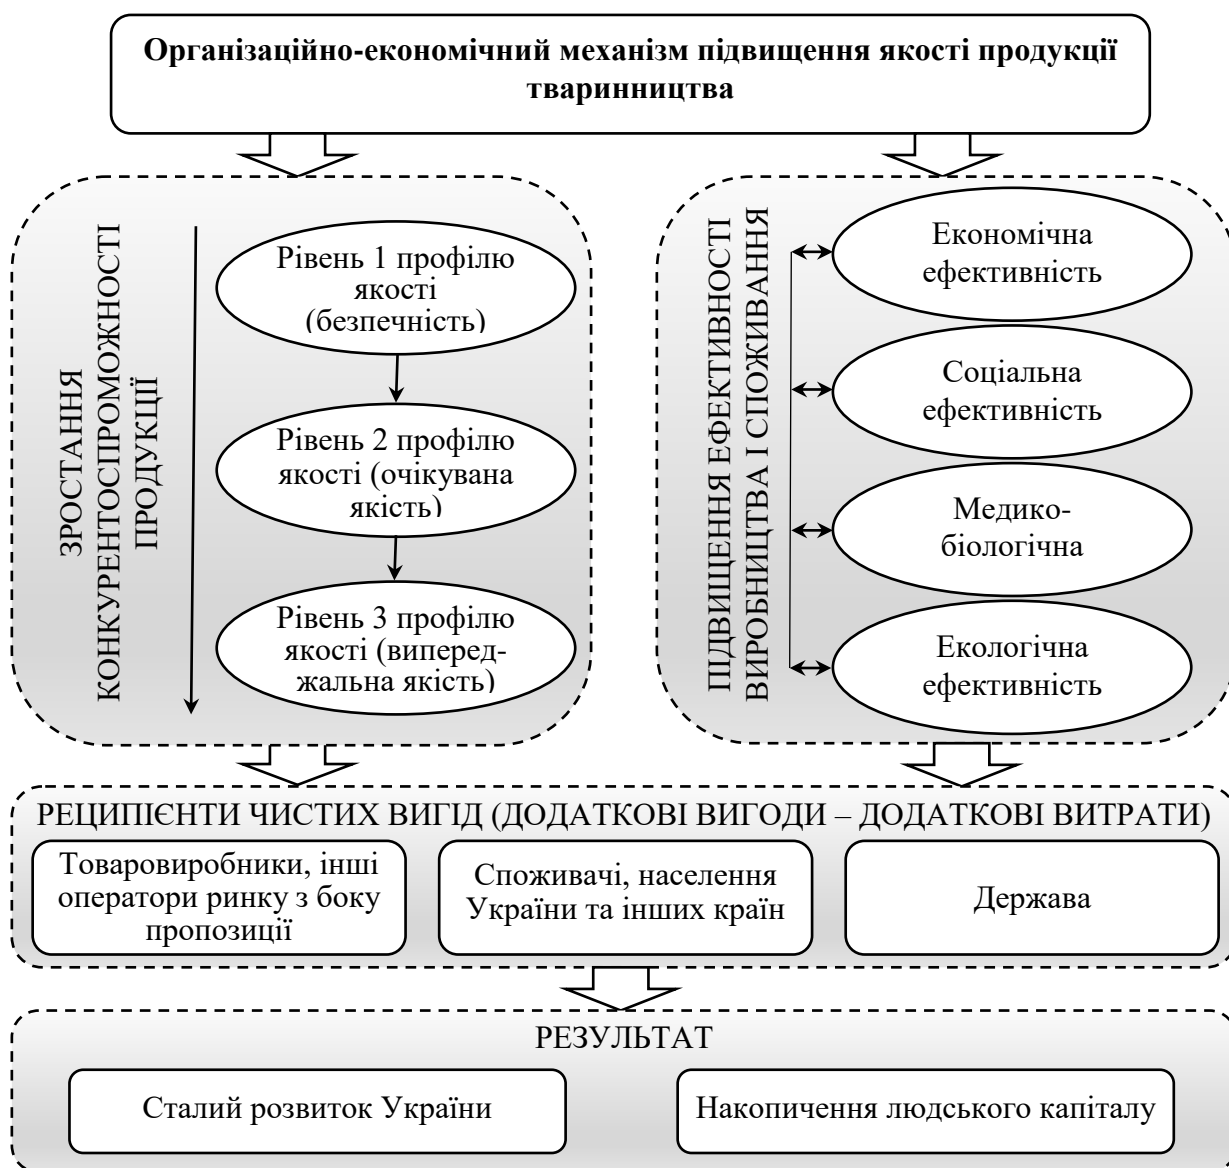 Організаційно-економічний механізм підвищення якості продукції
тваринництва
ЗРОСТАННЯ
КОНКУРЕНТОСПРОМОЖНОСТІ
ПРОДУКЦІЇ
Рівень 1 профілю
якості
(безпечність)
Рівень 2 профілю
якості (очікувана
якість)
Рівень 3 профілю
якості (виперед-
жальна якість)
ПІДВИЩЕННЯ ЕФЕКТИВНОСТІ
ВИРОБНИЦТВА І СПОЖИВАННЯ
Економічна
ефективність
Соціальна
ефективність
Медико-
біологічна
Екологічна
ефективність
РЕЦИПІЄНТИ ЧИСТИХ ВИГІД (ДОДАТКОВІ ВИГОДИ – ДОДАТКОВІ ВИТРАТИ)
Товаровиробники, інші
оператори ринку з боку
пропозиції
Споживачі, населення
України та інших країн
Держава
РЕЗУЛЬТАТ
Сталий розвиток України
Накопичення людського капіталу